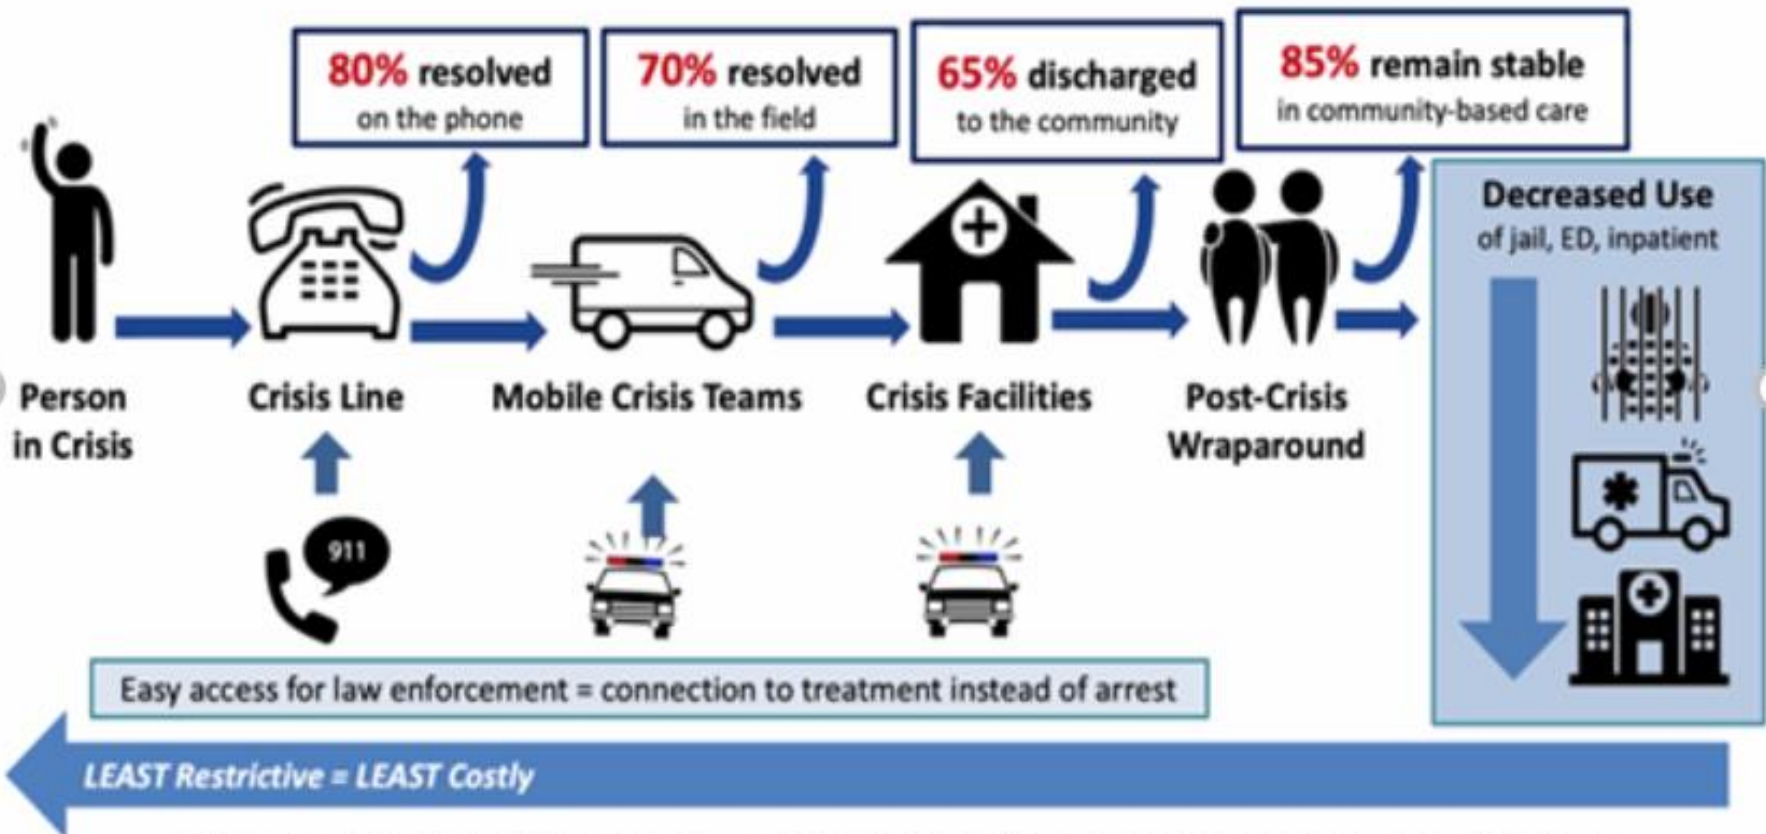 80% resolved
on the phone
70% resolved
in the field
65% discharged
to the community
85% remain stable
in community-based care
Decreased Use
of jail, ED, inpatient
Person
in Crisis
Crisis Line
Mobile Crisis Teams
Crisis Facilities
Post-Crisis
Wraparound
911
Easy access for law enforcement = connection to treatment instead of arrest
LEAST Restrictive = LEAST Costly